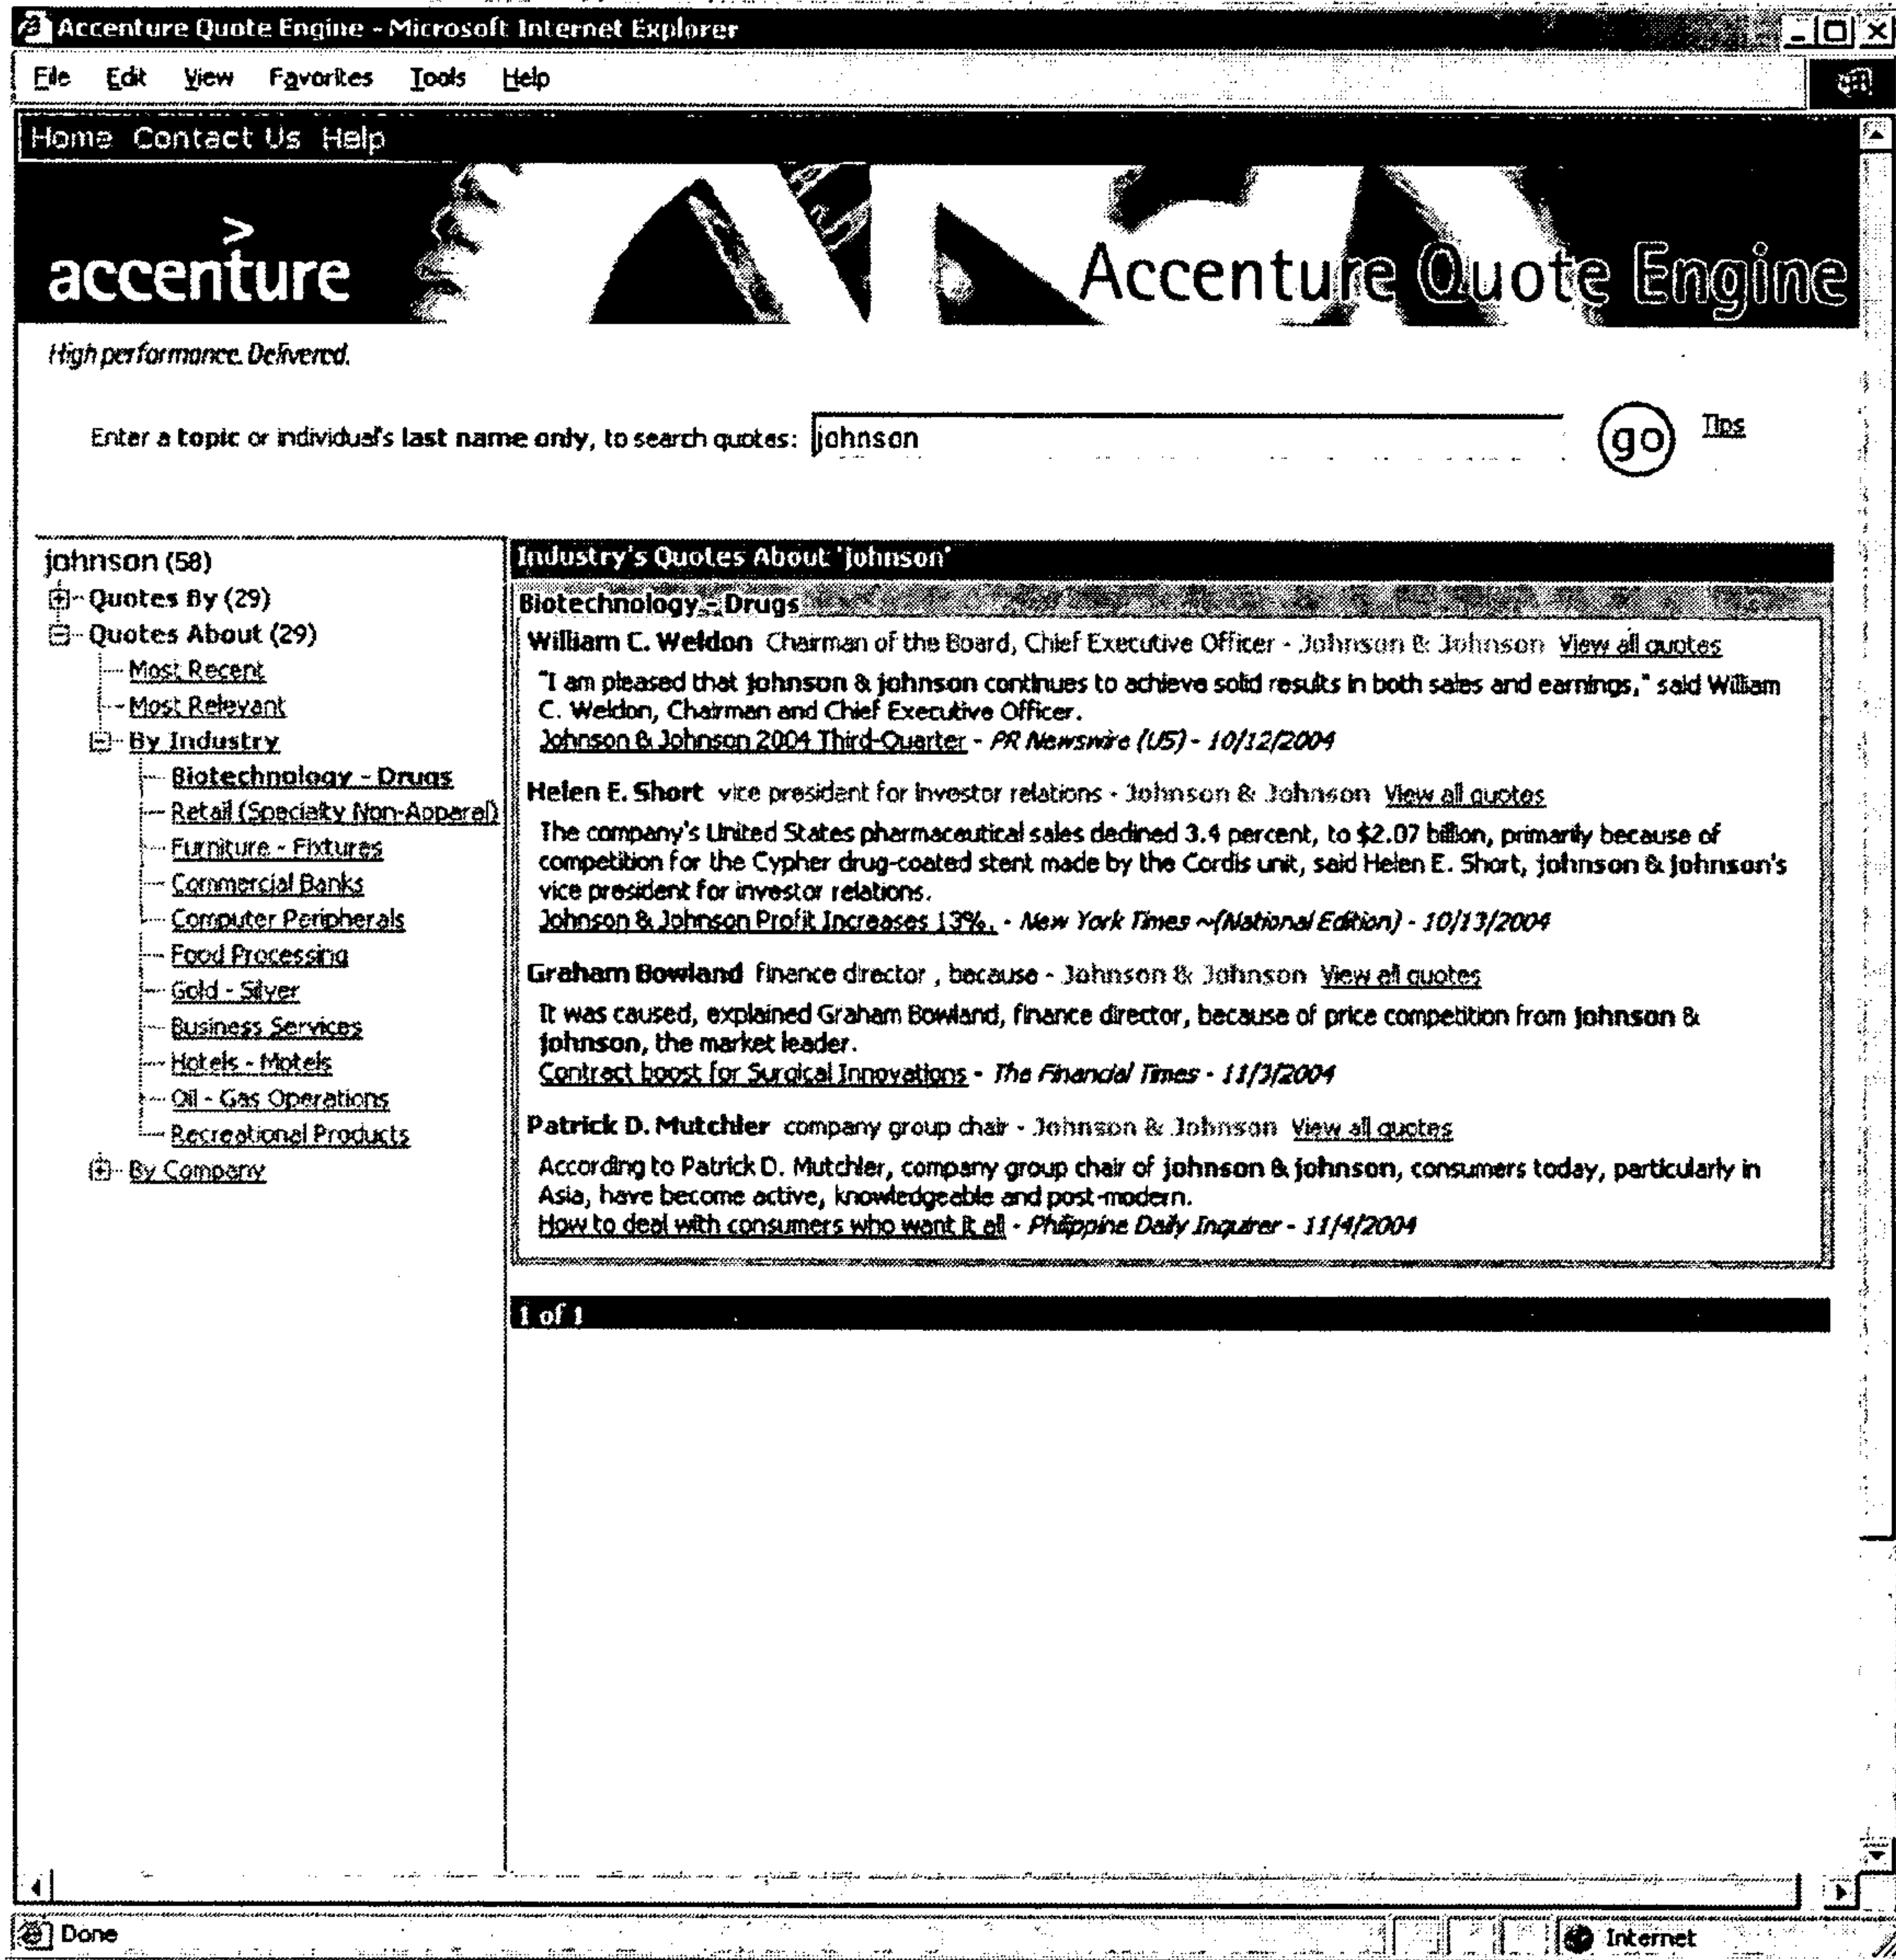 Accenture Quote Engine - Microsoft Internet Explorer
File Edit View Favorites Tools Help
Home Contact Us Help
accenture
Accenture Quote Engine
High performance. Delivered.
Enter a topic or individual's last name only, to search quotes: johnson go Tips
johnson (58)
Quotes By (29)
Quotes About (29)
Most Recent
Most Relevant
By Industry
Biotechnology - Drugs
Retail (Specialty Non-Apparel)
Furniture - Fixtures
Commercial Banks
Computer Peripherals
Food Processing
Gold - Silver
Business Services
Hotels - Motels
Oil - Gas Operations
Recreational Products
By Company
Industry's Quotes About 'johnson'
Biotechnology - Drugs
William C. Weldon Chairman of the Board, Chief Executive Officer - Johnson & Johnson View all quotes
"I am pleased that johnson & johnson continues to achieve solid results in both sales and earnings," said William
C. Weldon, Chairman and Chief Executive Officer.
Johnson & Johnson 2004 Third-Quarter - PR Newswire (US) - 10/12/2004
Helen E. Short vice president for investor relations - Johnson & Johnson View all quotes
The company's United States pharmaceutical sales declined 3.4 percent, to $2.07 billion, primarily because of
competition for the Cypher drug-coated stent made by the Cordis unit, said Helen E. Short, johnson & johnson's
vice president for investor relations.
Johnson & Johnson Profit Increases 13%. - New York Times ~(National Edition) - 10/13/2004
Graham Bowland finance director , because - Johnson & Johnson View all quotes
It was caused, explained Graham Bowland, finance director, because of price competition from johnson &
johnson, the market leader.
Contract boost for Surgical Innovations - The Financial Times - 11/3/2004
Patrick D. Mutchler company group chair - Johnson & Johnson View all quotes
According to Patrick D. Mutchler, company group chair of johnson & johnson, consumers today, particularly in
Asia, have become active, knowledgeable and post-modern.
How to deal with consumers who want it all - Philippine Daily Inquirer - 11/4/2004
1 of 1
Done
Internet